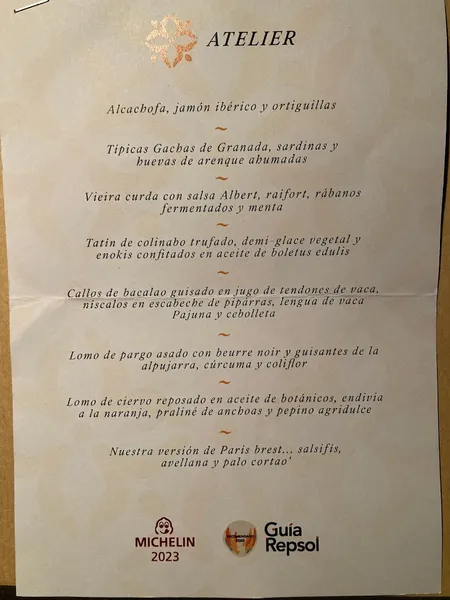 ATELIER
Alcachofa, jamón ibérico y ortiguillas
~
Típicas Gachas de Granada, sardinas y
huevas de arenque ahumadas
~
Vieira curda con salsa Albert, raifort, rábanos
fermentados y menta
~
Tatin de colinabo trufado, demi-glace vegetal y
enokis confitados en aceite de boletus edulis
~
Callos de bacalao guisado en jugo de tendones de vaca,
níscalos en escabeche de piparras, lengua de vaca
Pajuna y cebolleta
~
Lomo de pargo asado con beurre noir y guisantes de la
alpujarra, cúrcuma y coliflor
~
Lomo de ciervo reposado en aceite de botánicos, endivia
a la naranja, praliné de anchoas y pepino agridulce
~
Nuestra versión de Paris brest... salsifis,
avellana y palo cortao'
MICHELIN
2023
Guía
Repsol